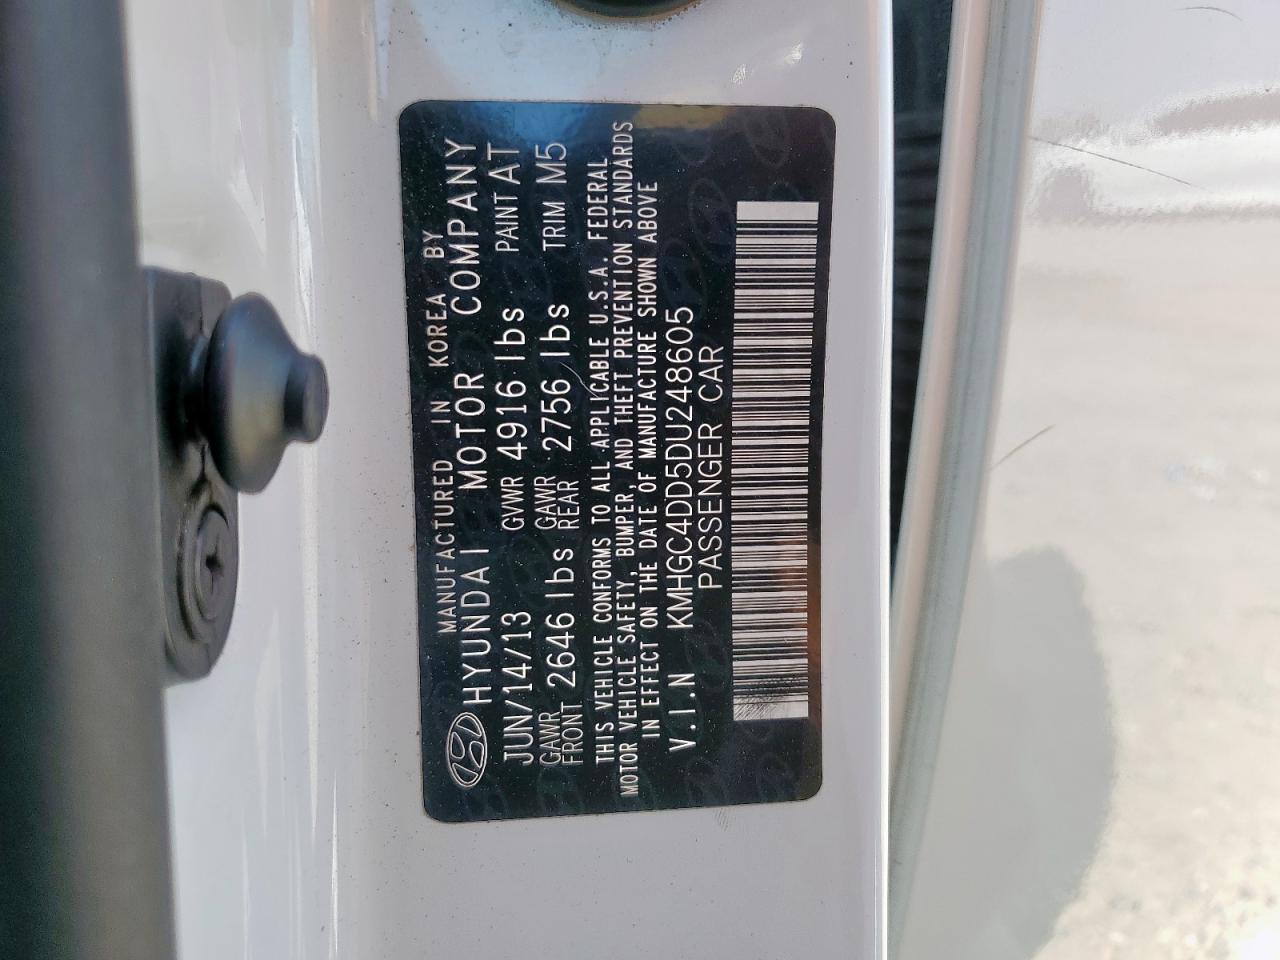 MANUFACTURED IN KOREA BY
HYUNDAI MOTOR COMPANY
JUN/14/13 GVWR 4916 lbs PAINT AT
GAWR FRONT 2646 lbs GAWR REAR 2756 lbs TRIM M5
THIS VEHICLE CONFORMS TO ALL APPLICABLE U.S.A. FEDERAL
MOTOR VEHICLE SAFETY, BUMPER, AND THEFT PREVENTION STANDARDS
IN EFFECT ON THE DATE OF MANUFACTURE SHOWN ABOVE
V.I.N KMHGC4DD5DU248605
PASSENGER CAR